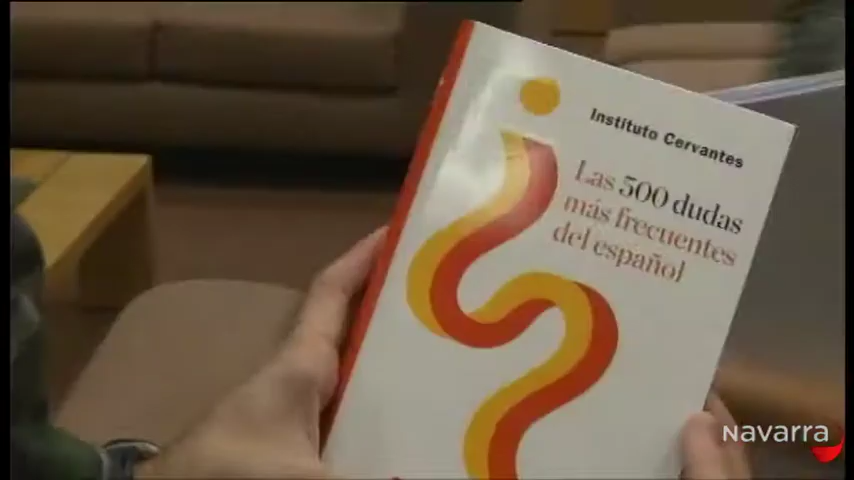 Instituto Cervantes
Las 500 dudas
más frecuentes
del español
Navarra